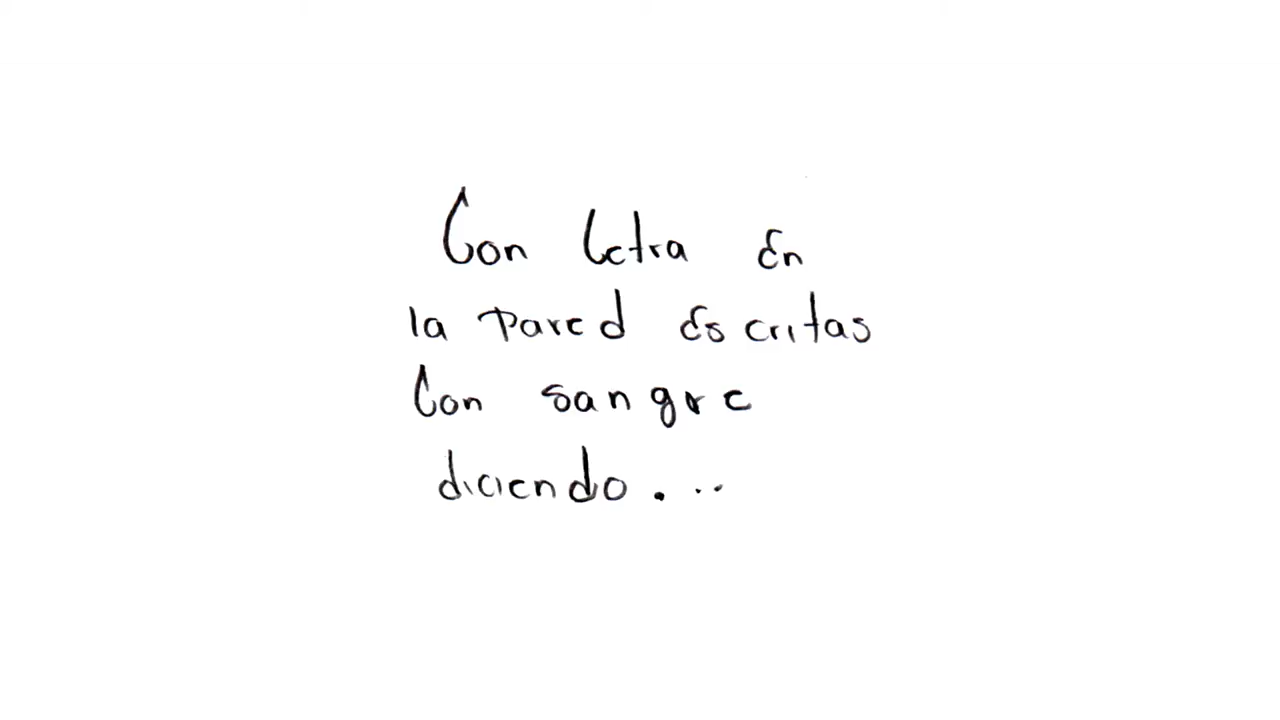 Con letra en
la pared escritas
Con sangre
diciendo...